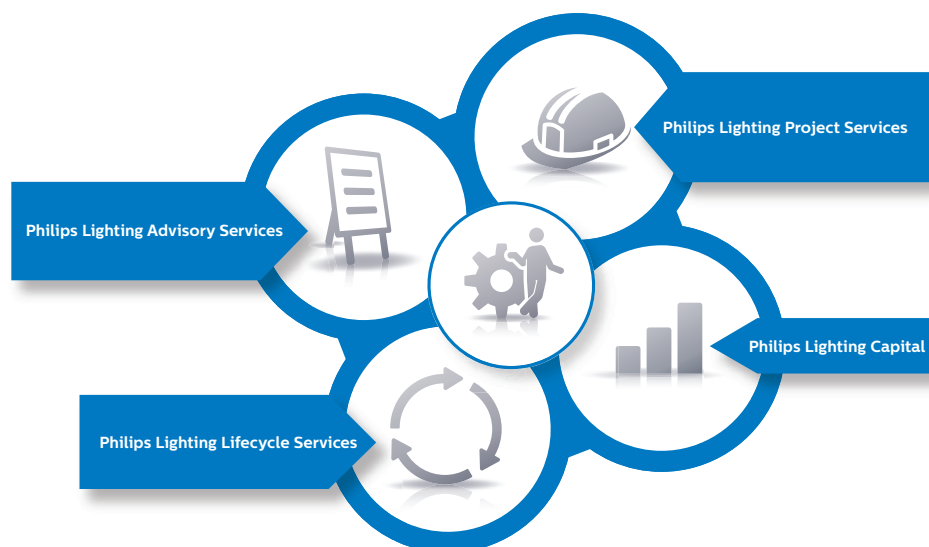 Philips Lighting Project Services
Philips Lighting Advisory Services
Philips Lighting Capital
Philips Lighting Lifecycle Services